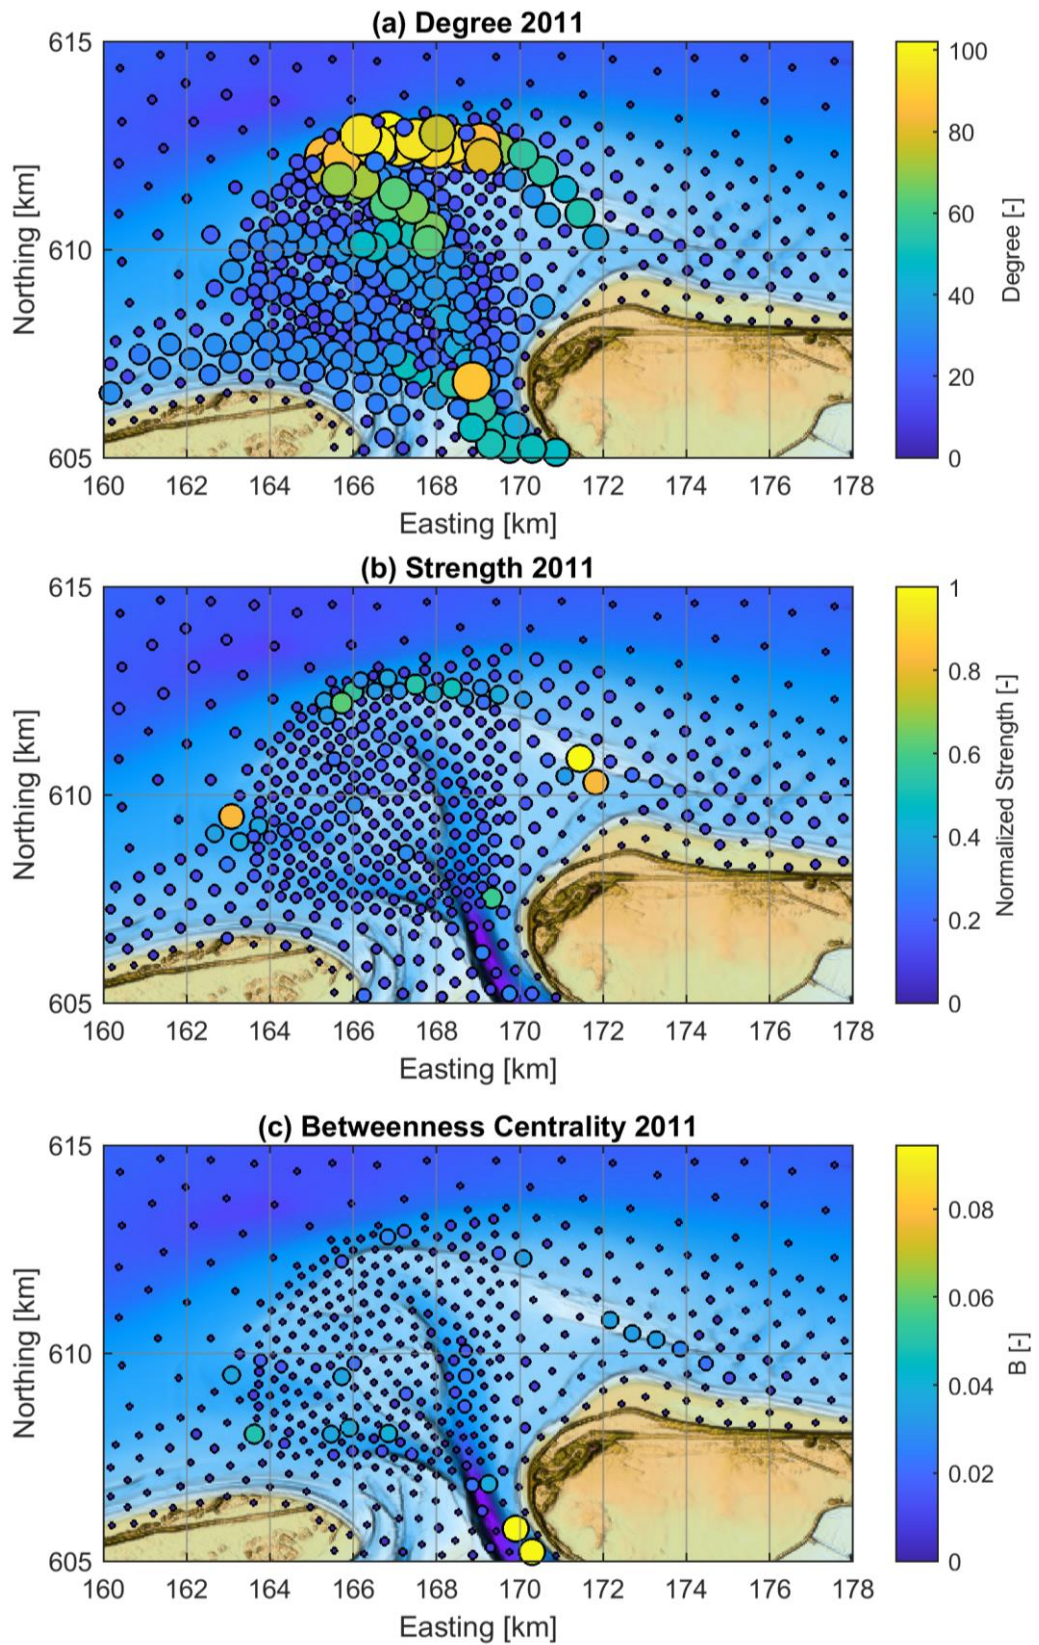 (a) Degree 2011
615
610
605
Northing [km]
160 162 164 166 168 170 172 174 176 178
Easting [km]
100
80
60
40
20
0
Degree [-]
(b) Strength 2011
615
610
605
Northing [km]
160 162 164 166 168 170 172 174 176 178
Easting [km]
1
0.8
0.6
0.4
0.2
0
Normalized Strength [-]
(c) Betweenness Centrality 2011
615
610
605
Northing [km]
160 162 164 166 168 170 172 174 176 178
Easting [km]
0.08
0.06
0.04
0.02
0
B [-]